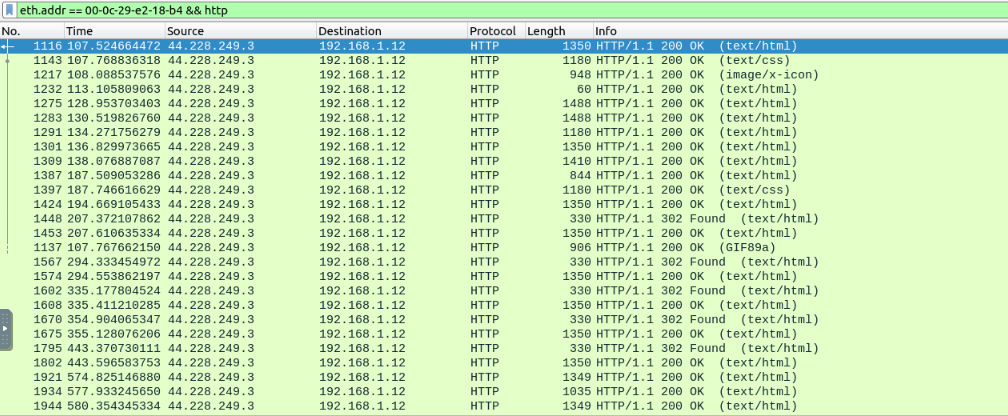 eth.addr == 00-0c-29-e2-18-b4 && http
No. Time Source Destination Protocol Length Info
1116 107.524664472 44.228.249.3 192.168.1.12 HTTP 1350 HTTP/1.1 200 OK (text/html)
1143 107.768836318 44.228.249.3 192.168.1.12 HTTP 1180 HTTP/1.1 200 OK (text/css)
1217 108.088537576 44.228.249.3 192.168.1.12 HTTP 948 HTTP/1.1 200 OK (image/x-icon)
1232 113.105809063 44.228.249.3 192.168.1.12 HTTP 60 HTTP/1.1 200 OK (text/html)
1275 128.953703403 44.228.249.3 192.168.1.12 HTTP 1488 HTTP/1.1 200 OK (text/html)
1283 130.519826760 44.228.249.3 192.168.1.12 HTTP 1488 HTTP/1.1 200 OK (text/html)
1291 134.271756279 44.228.249.3 192.168.1.12 HTTP 1180 HTTP/1.1 200 OK (text/html)
1301 136.829973665 44.228.249.3 192.168.1.12 HTTP 1350 HTTP/1.1 200 OK (text/html)
1309 138.076887087 44.228.249.3 192.168.1.12 HTTP 1410 HTTP/1.1 200 OK (text/html)
1387 187.509053286 44.228.249.3 192.168.1.12 HTTP 844 HTTP/1.1 200 OK (text/html)
1397 187.746616629 44.228.249.3 192.168.1.12 HTTP 1180 HTTP/1.1 200 OK (text/css)
1424 194.669105433 44.228.249.3 192.168.1.12 HTTP 1350 HTTP/1.1 200 OK (text/html)
1448 207.372107862 44.228.249.3 192.168.1.12 HTTP 330 HTTP/1.1 302 Found (text/html)
1453 207.610635334 44.228.249.3 192.168.1.12 HTTP 1350 HTTP/1.1 200 OK (text/html)
1137 107.767662150 44.228.249.3 192.168.1.12 HTTP 906 HTTP/1.1 200 OK (GIF89a)
1567 294.333454972 44.228.249.3 192.168.1.12 HTTP 330 HTTP/1.1 302 Found (text/html)
1574 294.553862197 44.228.249.3 192.168.1.12 HTTP 1350 HTTP/1.1 200 OK (text/html)
1602 335.177804524 44.228.249.3 192.168.1.12 HTTP 330 HTTP/1.1 302 Found (text/html)
1608 335.411210285 44.228.249.3 192.168.1.12 HTTP 1350 HTTP/1.1 200 OK (text/html)
1670 354.904065347 44.228.249.3 192.168.1.12 HTTP 330 HTTP/1.1 302 Found (text/html)
1675 355.128076206 44.228.249.3 192.168.1.12 HTTP 1350 HTTP/1.1 200 OK (text/html)
1795 443.370730111 44.228.249.3 192.168.1.12 HTTP 330 HTTP/1.1 302 Found (text/html)
1802 443.596583753 44.228.249.3 192.168.1.12 HTTP 1350 HTTP/1.1 200 OK (text/html)
1921 574.825146880 44.228.249.3 192.168.1.12 HTTP 1349 HTTP/1.1 200 OK (text/html)
1934 577.933245650 44.228.249.3 192.168.1.12 HTTP 1035 HTTP/1.1 200 OK (text/html)
1944 580.354345334 44.228.249.3 192.168.1.12 HTTP 1349 HTTP/1.1 200 OK (text/html)